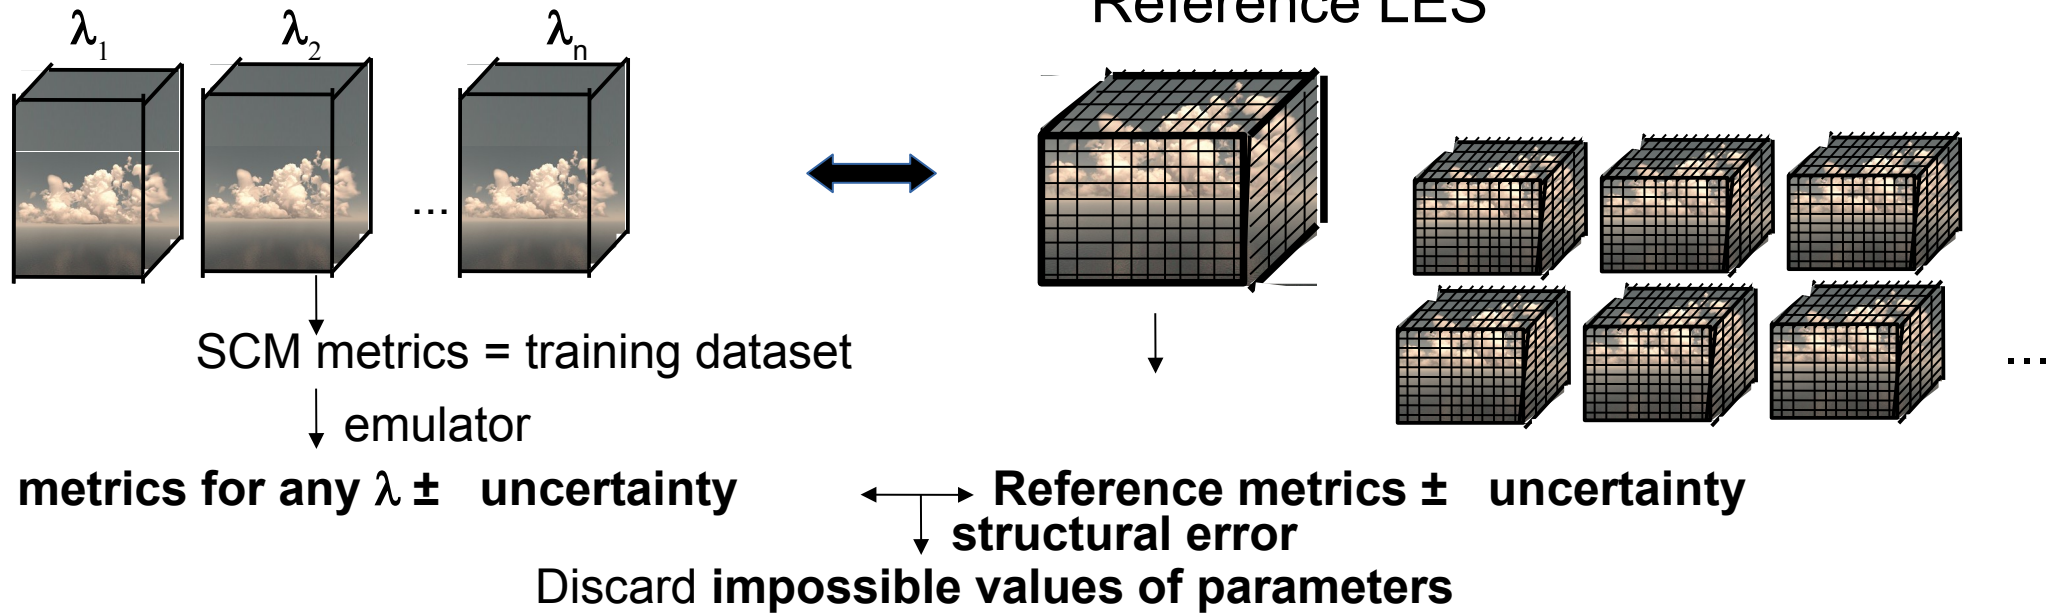 Reference LES
λ1 λ2 λn
...
...
SCM metrics = training dataset
emulator
metrics for any λ ± uncertainty
Reference metrics ± uncertainty
structural error
Discard impossible values of parameters